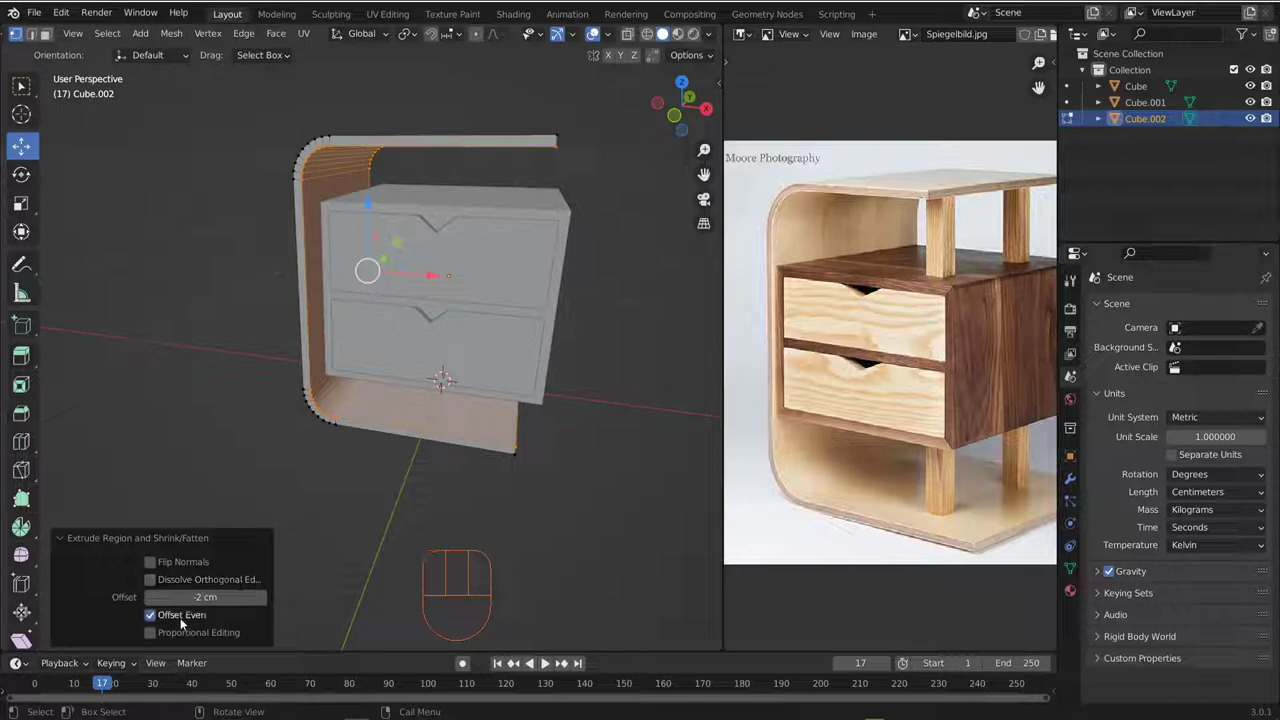 File Edit Render Window Help Layout Modeling Sculpting UV Editing Texture Paint Shading Animation Rendering Compositing Geometry Nodes Scripting Scene ViewLayer
View Select Add Mesh Vertex Edge Face UV Global View View Image Spiegelbild.jpg
Orientation: Default Drag: Select Box X Y Z Options
Scene Collection
Collection
Cube
Cube.001
Cube.002
User Perspective
(17) Cube.002
Z
Y
X
Moore Photography
Scene
Scene
Camera
Background S...
Active Clip
Units
Unit System Metric
Unit Scale 1.000000
Separate Units
Rotation Degrees
Length Centimeters
Mass Kilograms
Time Seconds
Temperature Kelvin
Gravity
Keying Sets
Audio
Rigid Body World
Custom Properties
Extrude Region and Shrink/Fatten
Flip Normals
Dissolve Orthogonal Ed...
Offset -2 cm
Offset Even
Proportional Editing
Playback Keying View Marker 17 Start 1 End 250
0 10 17 20 30 40 50 60 70 80 90 100 110 120 130 140 150 160 170 180 190 200 210 220 230 240 250
Select Box Select Rotate View Call Menu 3.0.1